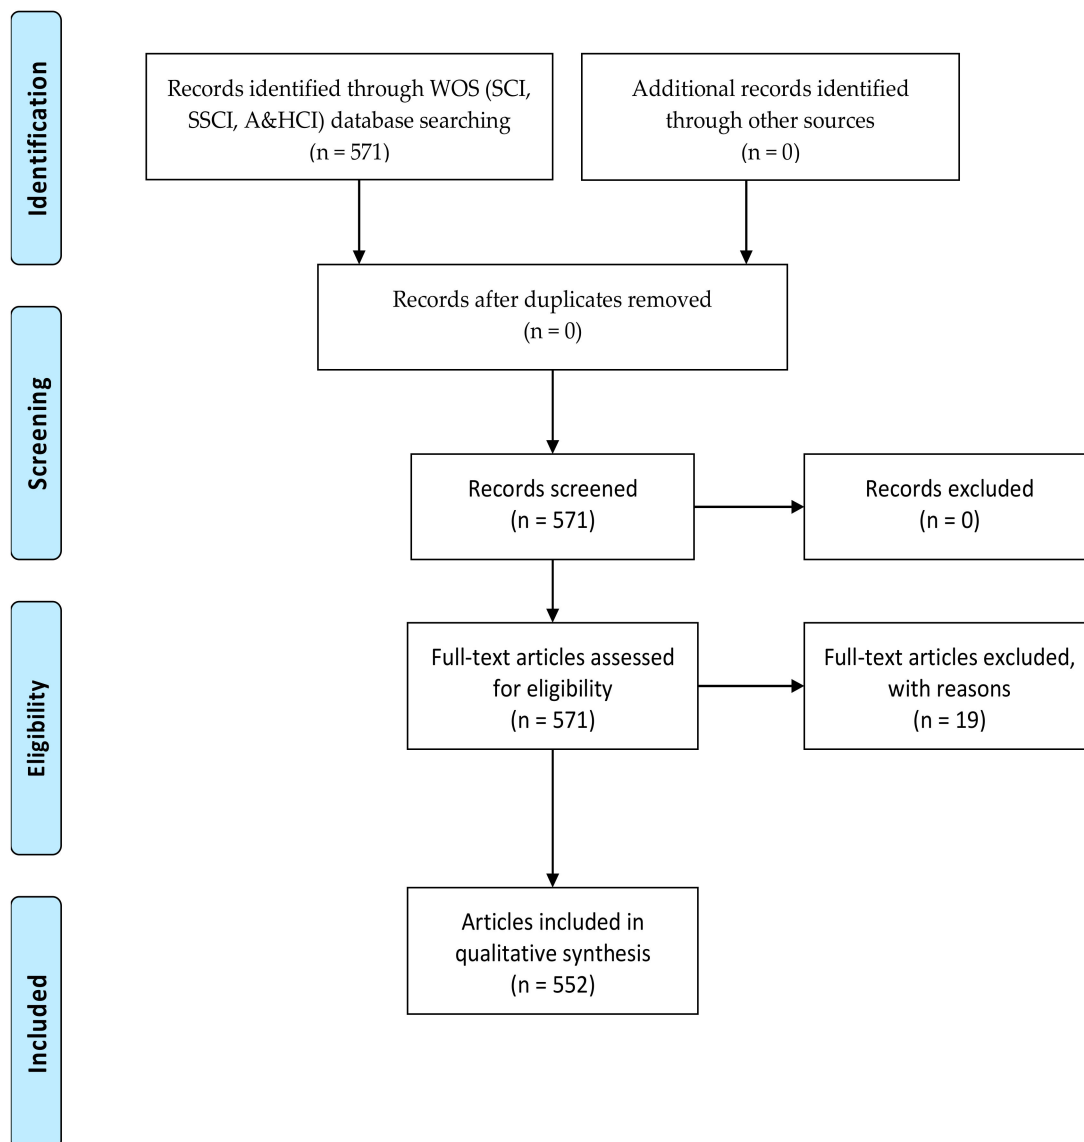 Identification
Records identified through WOS (SCI,
SSCI, A&HCI) database searching
(n = 571)
Additional records identified
through other sources
(n = 0)
Records after duplicates removed
(n = 0)
Screening
Records screened
(n = 571)
Records excluded
(n = 0)
Eligibility
Full-text articles assessed
for eligibility
(n = 571)
Full-text articles excluded,
with reasons
(n = 19)
Included
Articles included in
qualitative synthesis
(n = 552)